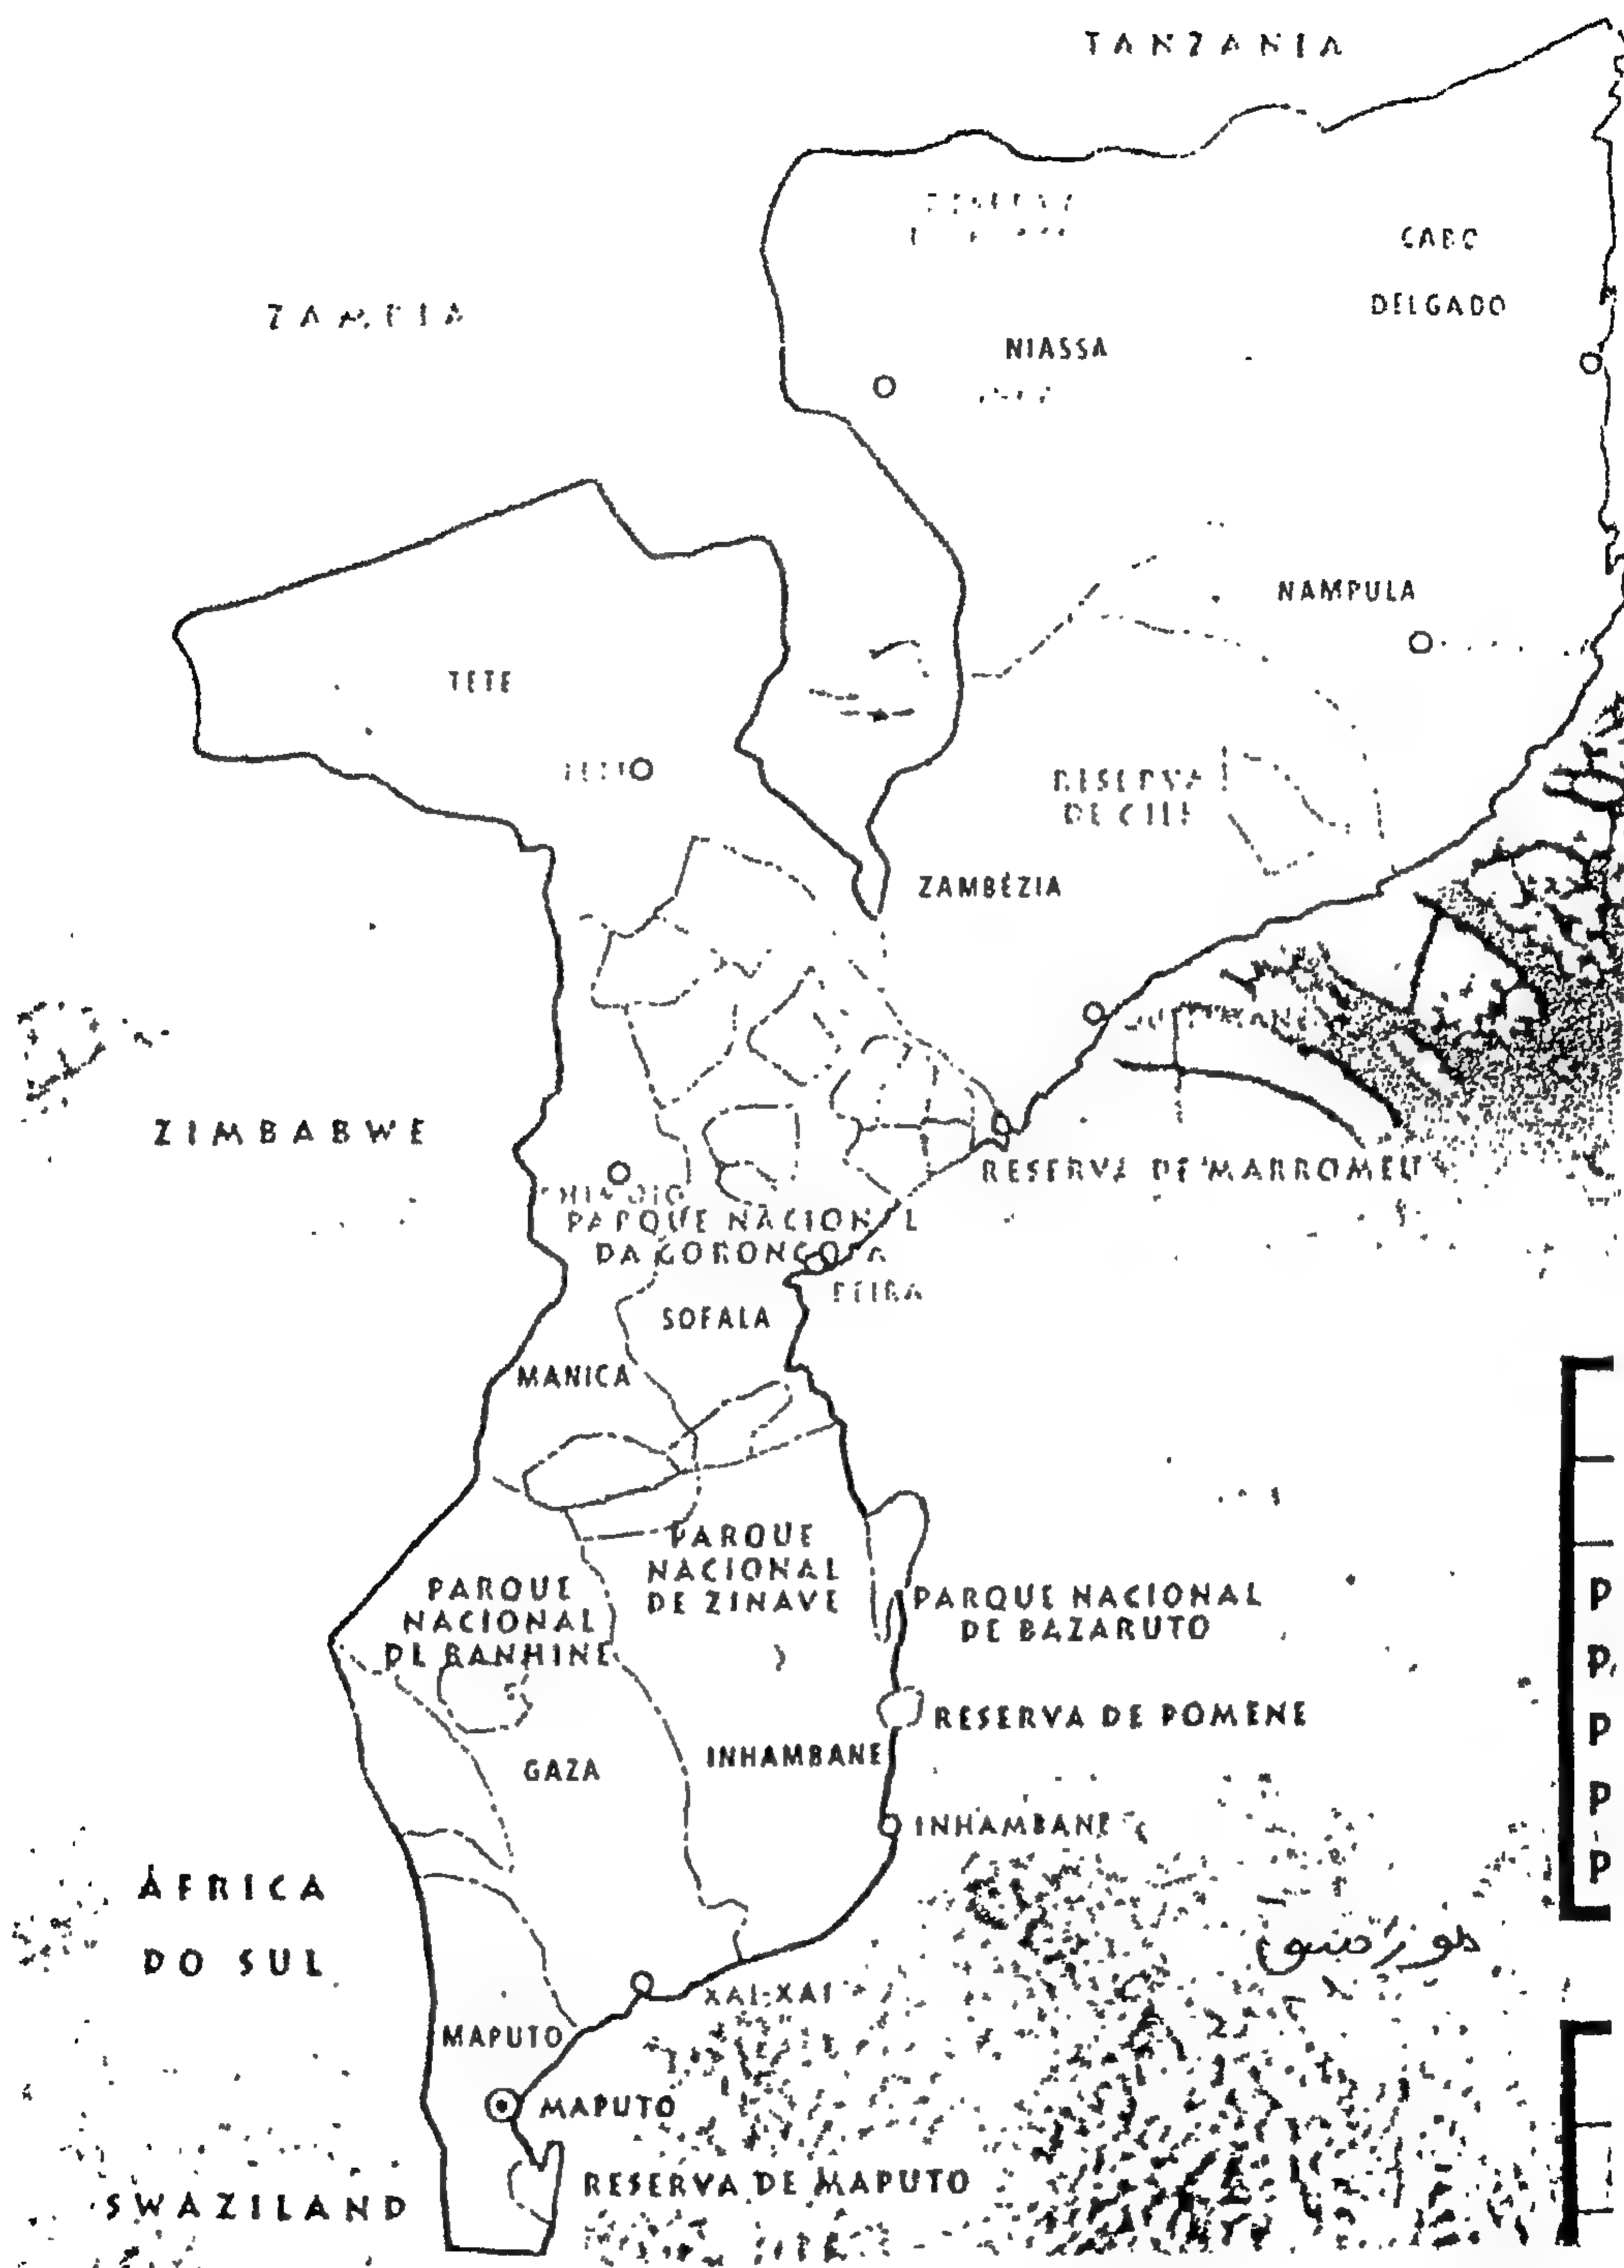 TANZANIA
CABO
DELGADO
ZAMBIA
NIASSA
NAMPULA
TETE
RESERVA
ZAMBÉZIA
ZIMBABWE
RESERVA DE MARROMEU
PARQUE NACIONAL
DA GORONGOSA
BEIRA
SOFALA
MANICA
PARQUE
NACIONAL
DE ZINAVE
PARQUE
NACIONAL
DE BANHINE
PARQUE NACIONAL
DE BAZARUTO
P
P
RESERVA DE POMENE
P
INHAMBANE
GAZA
P
INHAMBANE
P
ÁFRICA
DO SUL
XAI-XAI
MAPUTO
MAPUTO
RESERVA DE MAPUTO
SWAZILAND